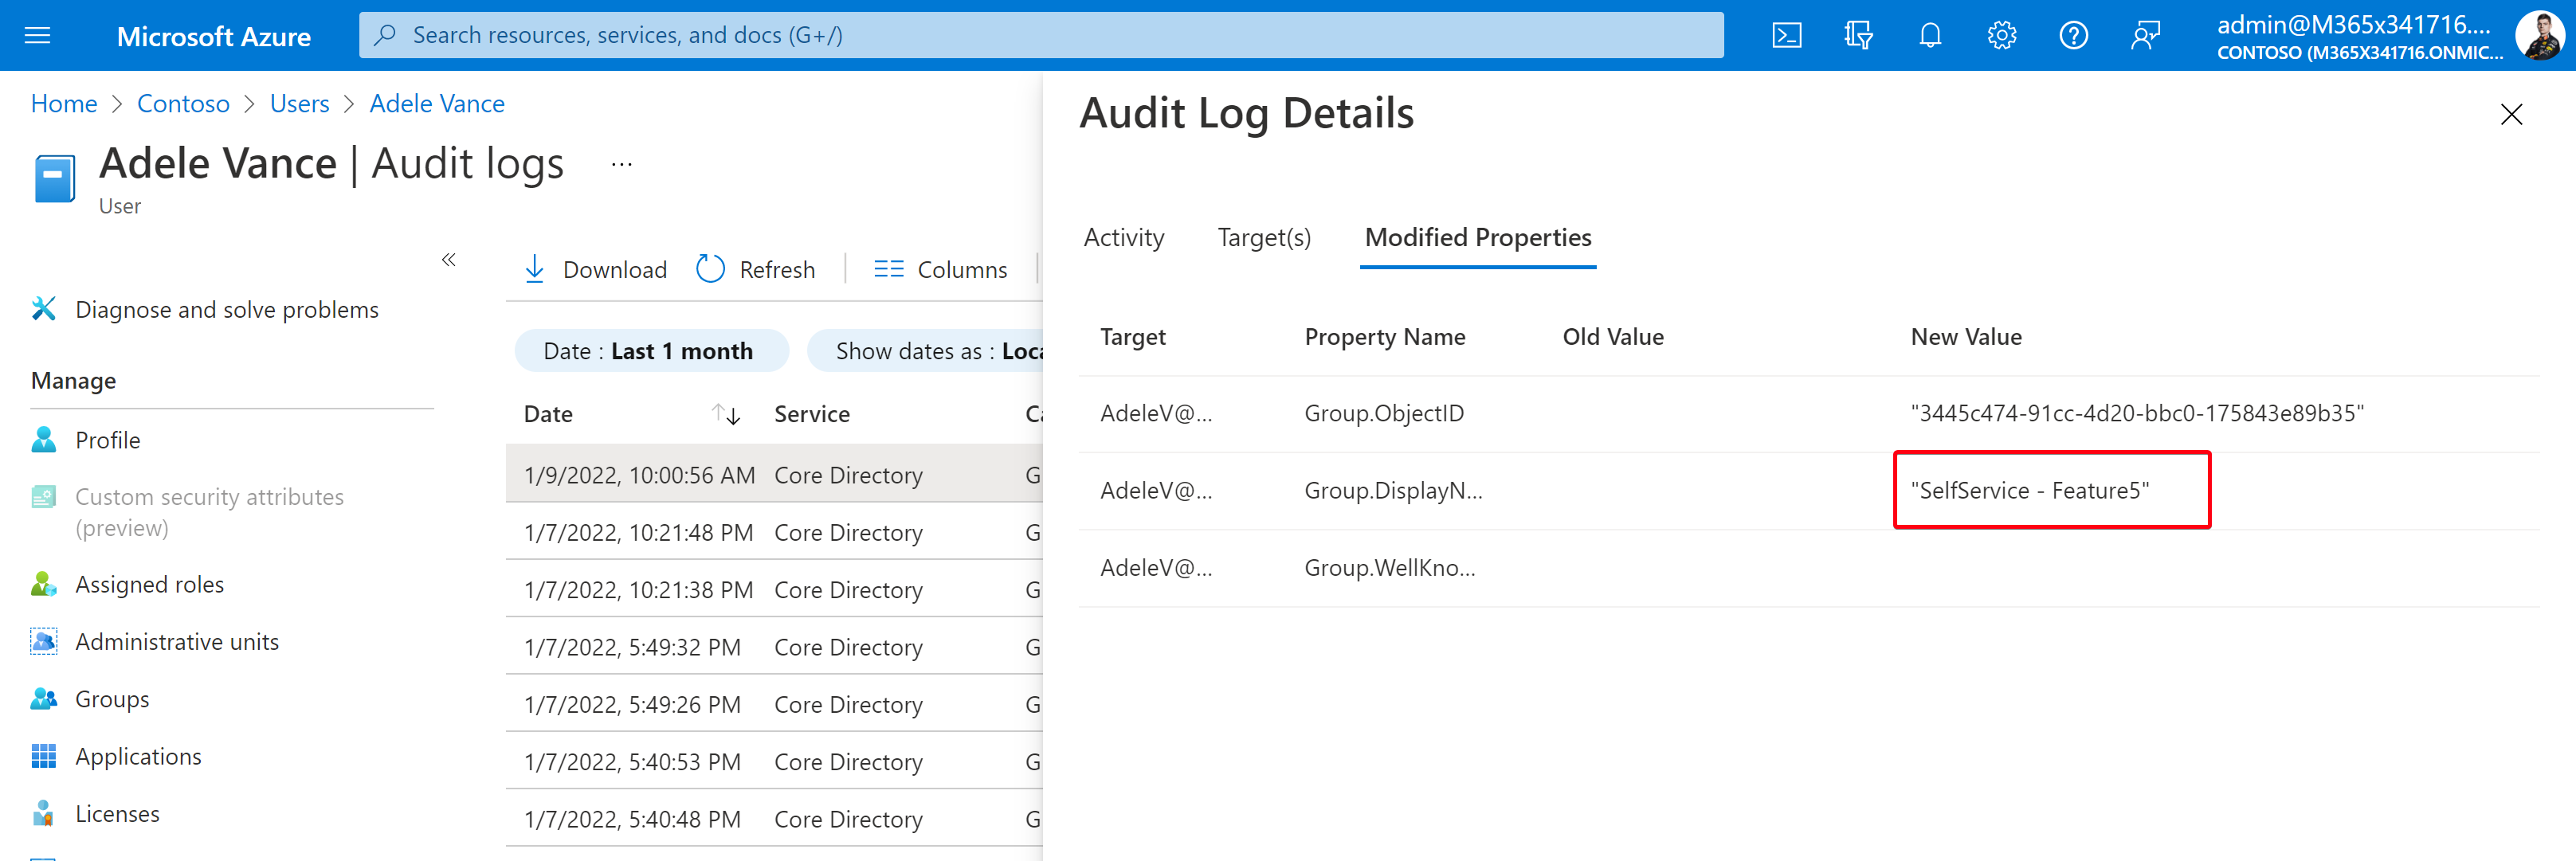 Microsoft Azure
Search resources, services, and docs (G+/)
admin@M365x341716....
CONTOSO (M365X341716.ONMIC...
Home > Contoso > Users > Adele Vance
Adele Vance | Audit logs ...
User
«
Diagnose and solve problems
Manage
Profile
Custom security attributes
(preview)
Assigned roles
Administrative units
Groups
Applications
Licenses
Download Refresh Columns
Date : Last 1 month Show dates as : Loca
Date Service Ca
1/9/2022, 10:00:56 AM Core Directory G
1/7/2022, 10:21:48 PM Core Directory G
1/7/2022, 10:21:38 PM Core Directory G
1/7/2022, 5:49:32 PM Core Directory G
1/7/2022, 5:49:26 PM Core Directory G
1/7/2022, 5:40:53 PM Core Directory G
1/7/2022, 5:40:48 PM Core Directory G
Audit Log Details
Activity Target(s) Modified Properties
Target Property Name Old Value New Value
AdeleV@... Group.ObjectID "3445c474-91cc-4d20-bbc0-175843e89b35"
AdeleV@... Group.DisplayN... "SelfService - Feature5"
AdeleV@... Group.WellKno...